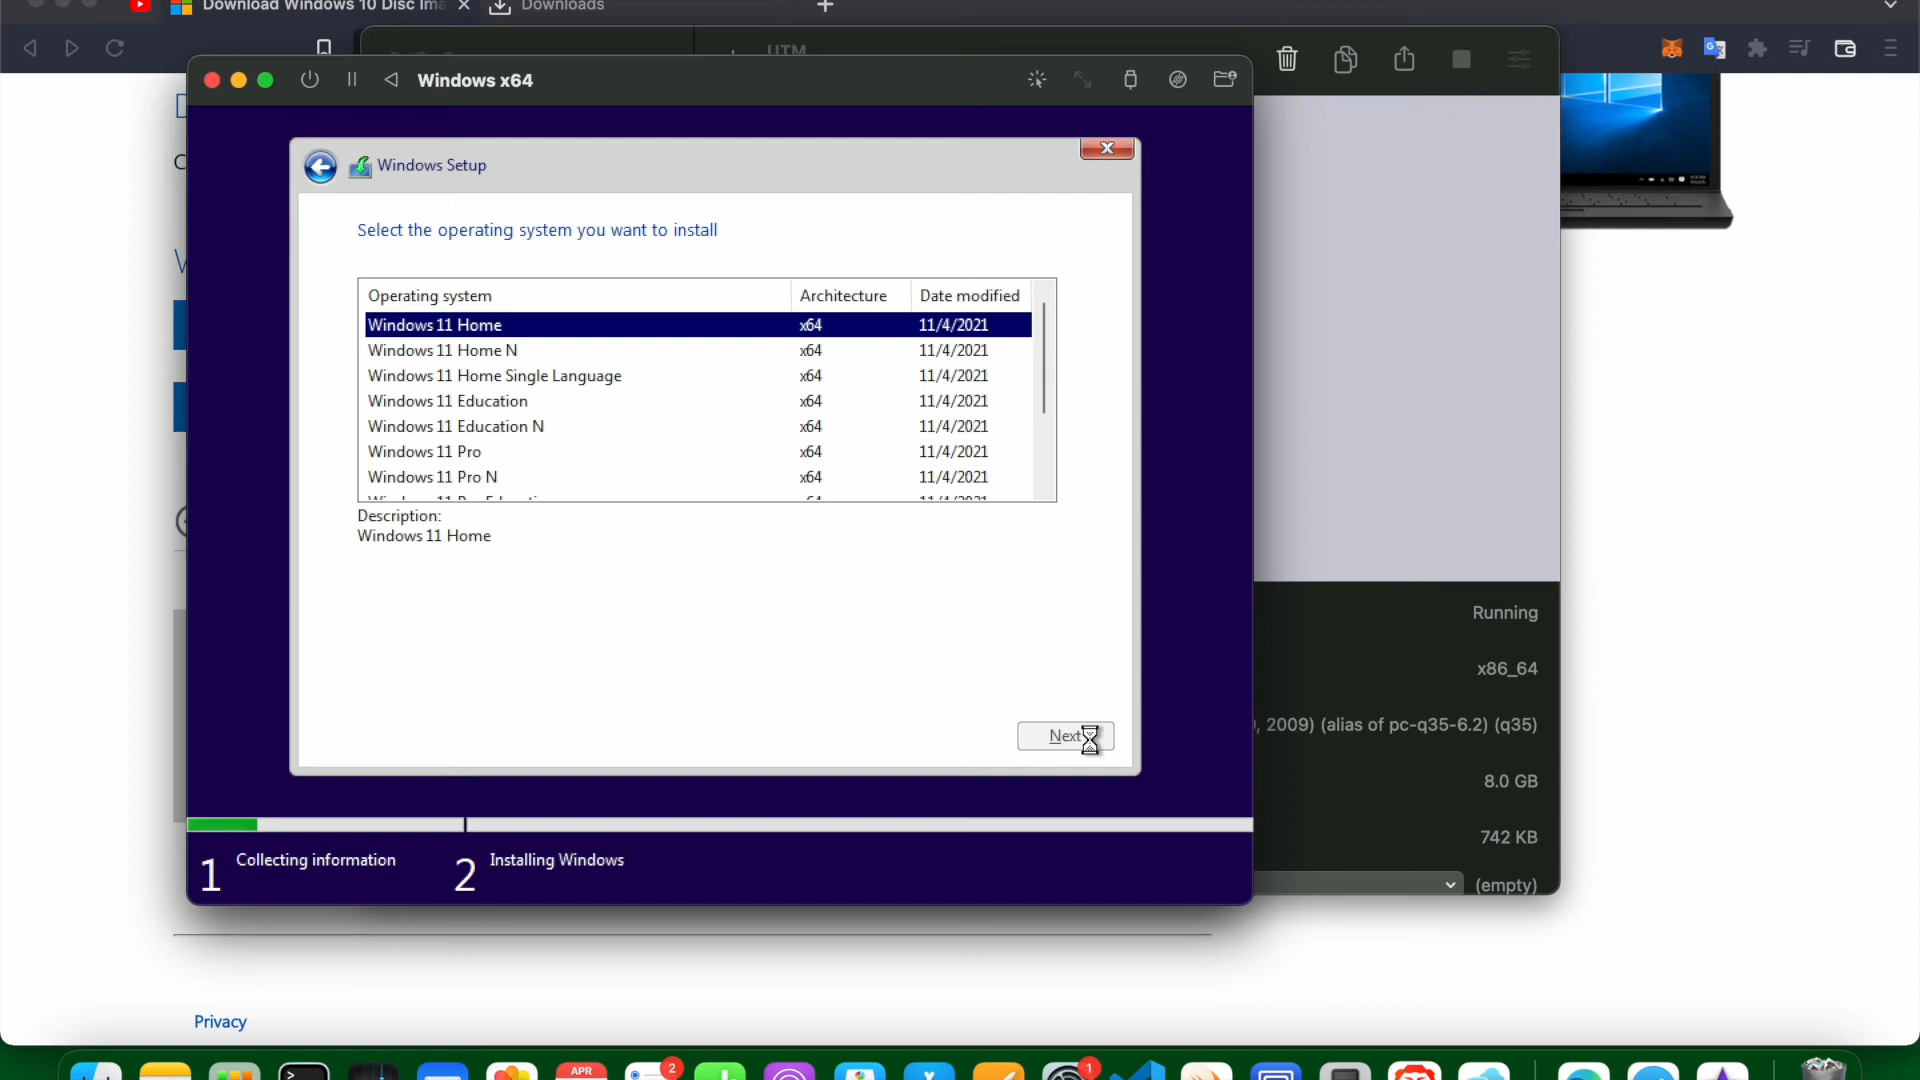 Download Windows 10 Disc Ima
Downloads
UTM
Windows x64
Windows Setup
Select the operating system you want to install
Operating system Architecture Date modified
Windows 11 Home x64 11/4/2021
Windows 11 Home N x64 11/4/2021
Windows 11 Home Single Language x64 11/4/2021
Windows 11 Education x64 11/4/2021
Windows 11 Education N x64 11/4/2021
Windows 11 Pro x64 11/4/2021
Windows 11 Pro N x64 11/4/2021
Description:
Windows 11 Home
Next
Running
x86_64
, 2009) (alias of pc-q35-6.2) (q35)
8.0 GB
742 KB
(empty)
1 Collecting information
2 Installing Windows
Privacy
APR
2
1